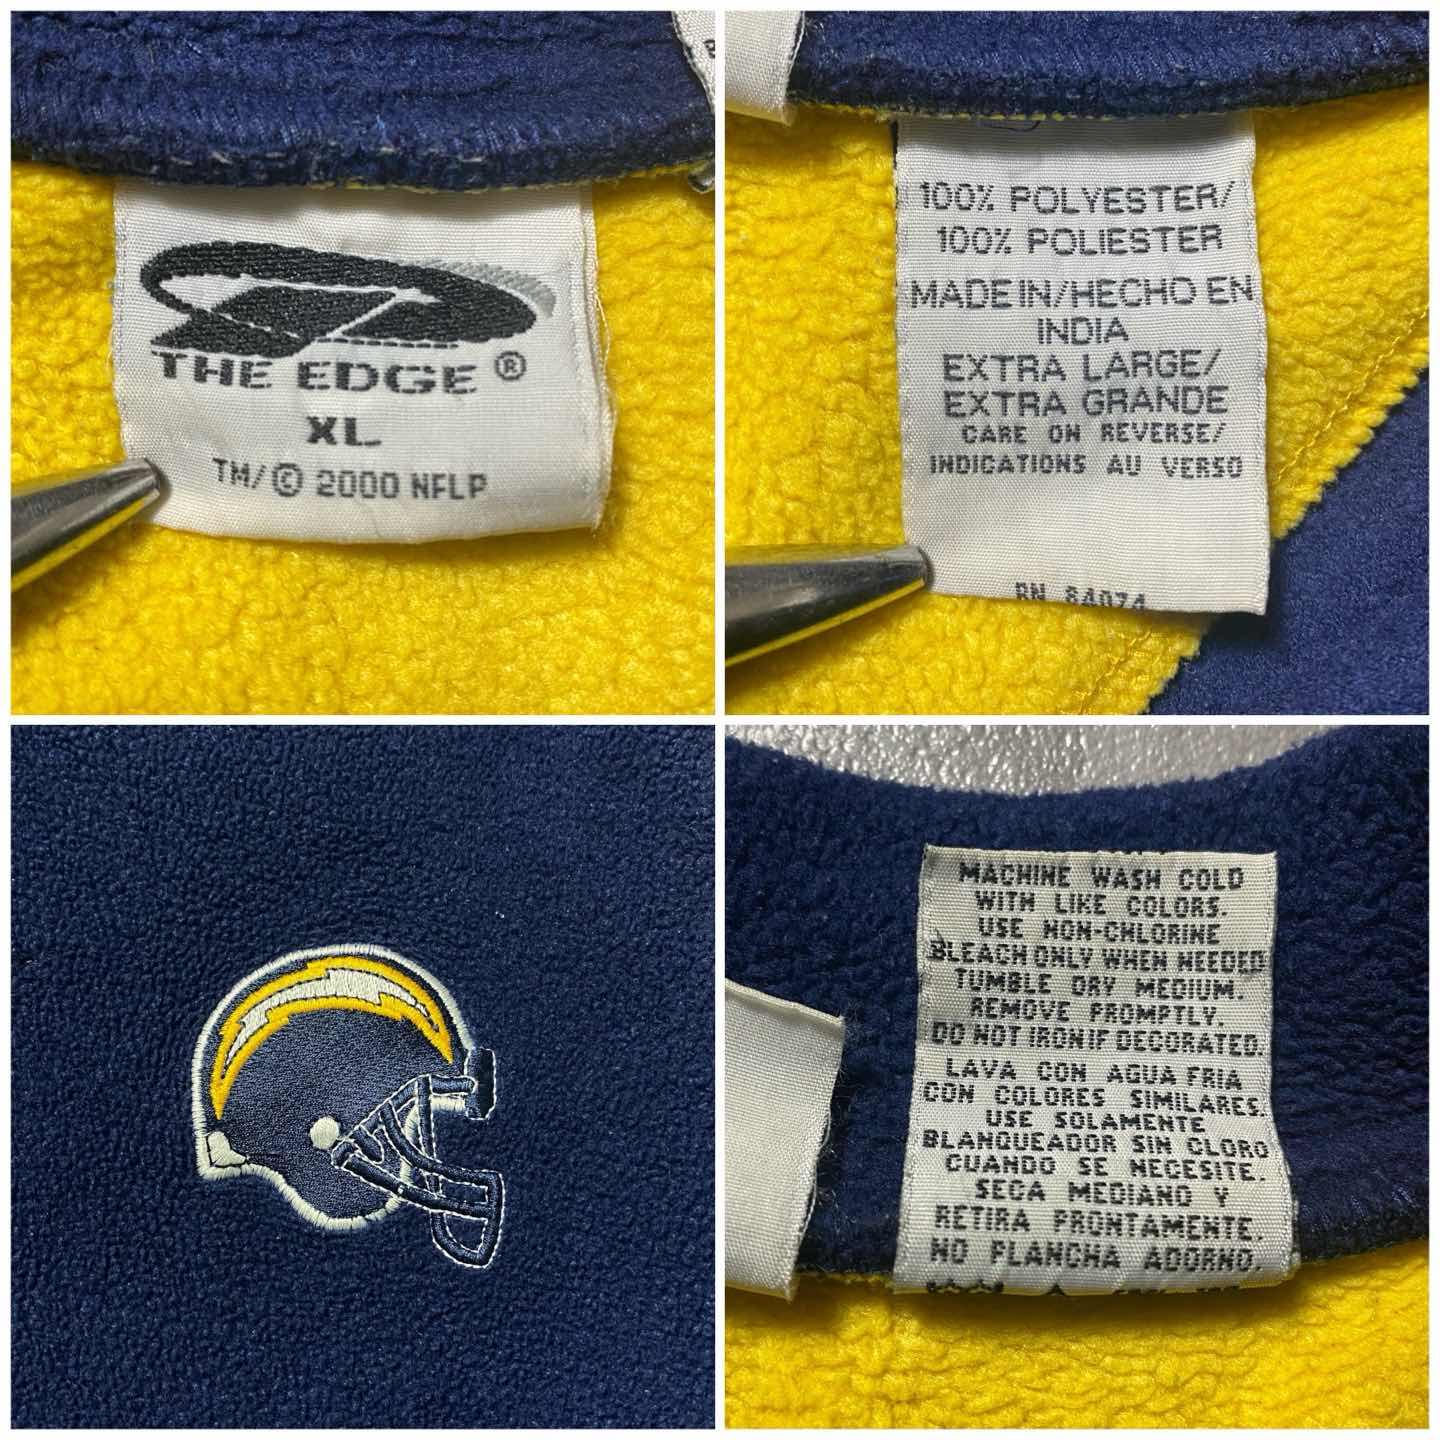 THE EDGE ®
XL
TM/© 2000 NFLP
100% POLYESTER/
100% POLIESTER
MADE IN/HECHO EN
INDIA
EXTRA LARGE/
EXTRA GRANDE
CARE ON REVERSE/
INDICATIONS AU VERSO
RN 84074
MACHINE WASH COLD
WITH LIKE COLORS.
USE NON-CHLORINE
BLEACH ONLY WHEN NEEDED
TUMBLE DRY MEDIUM.
REMOVE PROMPTLY.
DO NOT IRON IF DECORATED.
LAVA CON AGUA FRIA
CON COLORES SIMILARES.
USE SOLAMENTE
BLANQUEADOR SIN CLORO
CUANDO SE NECESITE.
SECA MEDIANO Y
RETIRA PRONTAMENTE.
NO PLANCHA ADORNO.